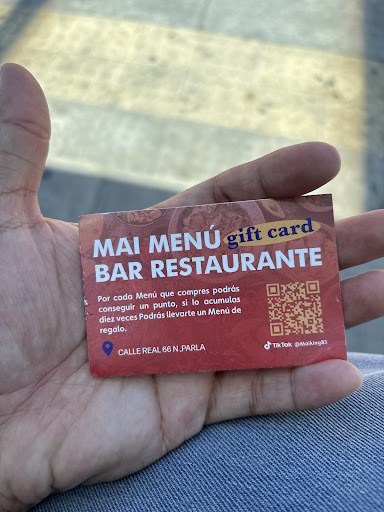 MAI MENÚ gift card
BAR RESTAURANTE
Por cada Menú que compres podrás
conseguir un punto, si lo acumulas
diez veces Podrás llevarte un Menú de
regalo.
CALLE REAL 66 N ,PARLA
TikTok @Maiking83